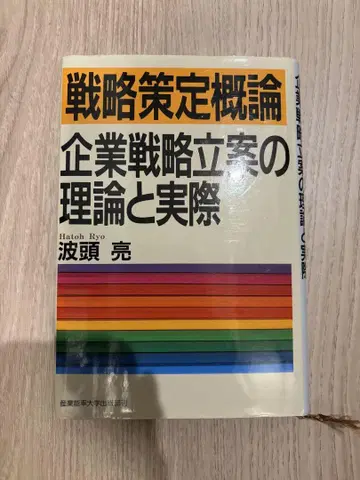 戦略策定概論
企業戦略立案の
理論と実際
Hatoh Ryo
波頭 亮
産業能率大学出版部刊